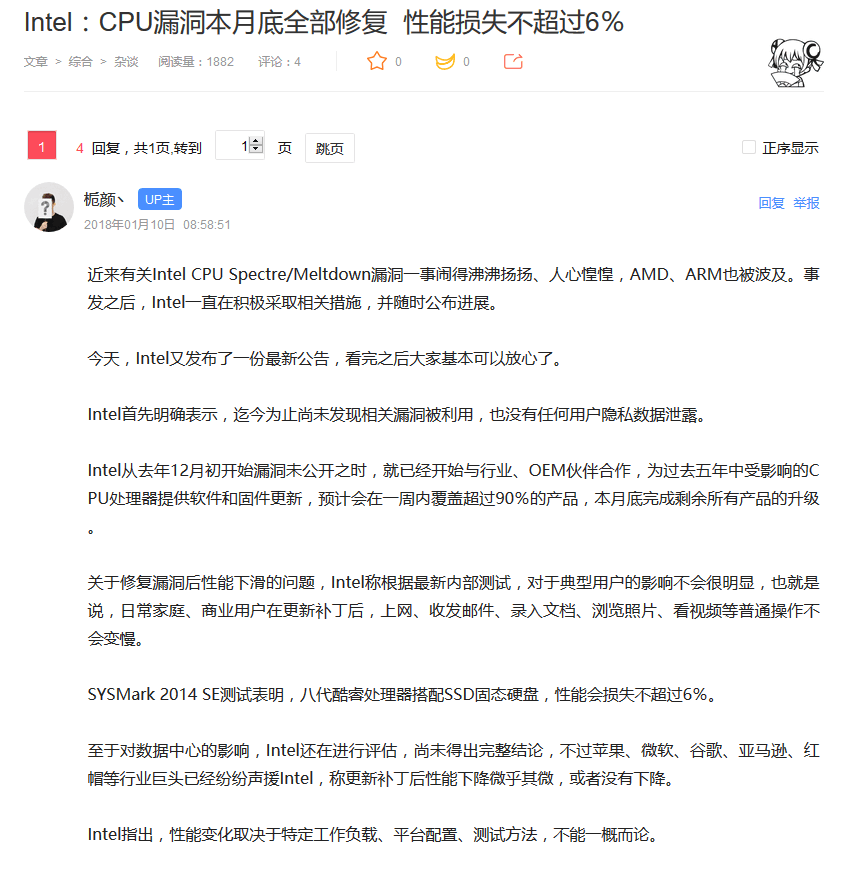 Intel：CPU漏洞本月底全部修复 性能损失不超过6%
文章 > 综合 > 杂谈 阅读量：1882 评论：4 0 0
1 4 回复，共1页,转到 1 页 跳页 正序显示
栀颜丶 UP主 回复 举报
2018年01月10日 08:58:51
近来有关Intel CPU Spectre/Meltdown漏洞一事闹得沸沸扬扬、人心惶惶，AMD、ARM也被波及。事
发之后，Intel一直在积极采取相关措施，并随时公布进展。
今天，Intel又发布了一份最新公告，看完之后大家基本可以放心了。
Intel首先明确表示，迄今为止尚未发现相关漏洞被利用，也没有任何用户隐私数据泄露。
Intel从去年12月初开始漏洞未公开之时，就已经开始与行业、OEM伙伴合作，为过去五年中受影响的C
PU处理器提供软件和固件更新，预计会在一周内覆盖超过90%的产品，本月底完成剩余所有产品的升级
。
关于修复漏洞后性能下滑的问题，Intel称根据最新内部测试，对于典型用户的影响不会很明显，也就是
说，日常家庭、商业用户在更新补丁后，上网、收发邮件、录入文档、浏览照片、看视频等普通操作不
会变慢。
SYSMark 2014 SE测试表明，八代酷睿处理器搭配SSD固态硬盘，性能会损失不超过6%。
至于对数据中心的影响，Intel还在进行评估，尚未得出完整结论，不过苹果、微软、谷歌、亚马逊、红
帽等行业巨头已经纷纷声援Intel，称更新补丁后性能下降微乎其微，或者没有下降。
Intel指出，性能变化取决于特定工作负载、平台配置、测试方法，不能一概而论。